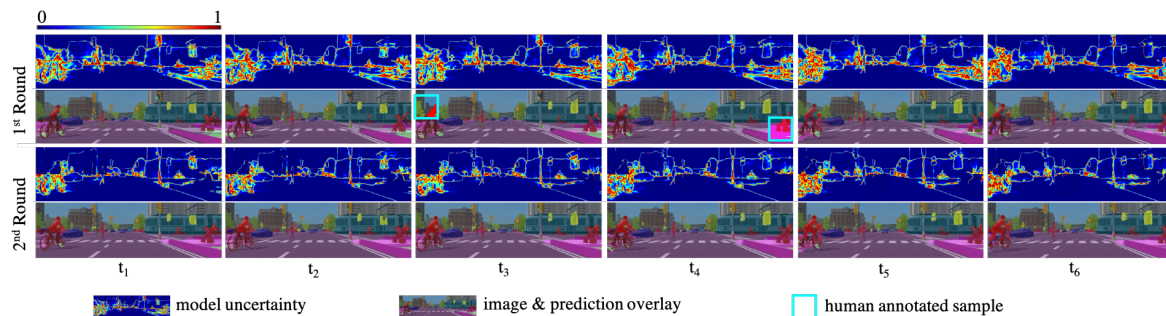 0 1
1st Round
2nd Round
t1 t2 t3 t4 t5 t6
model uncertainty image & prediction overlay human annotated sample